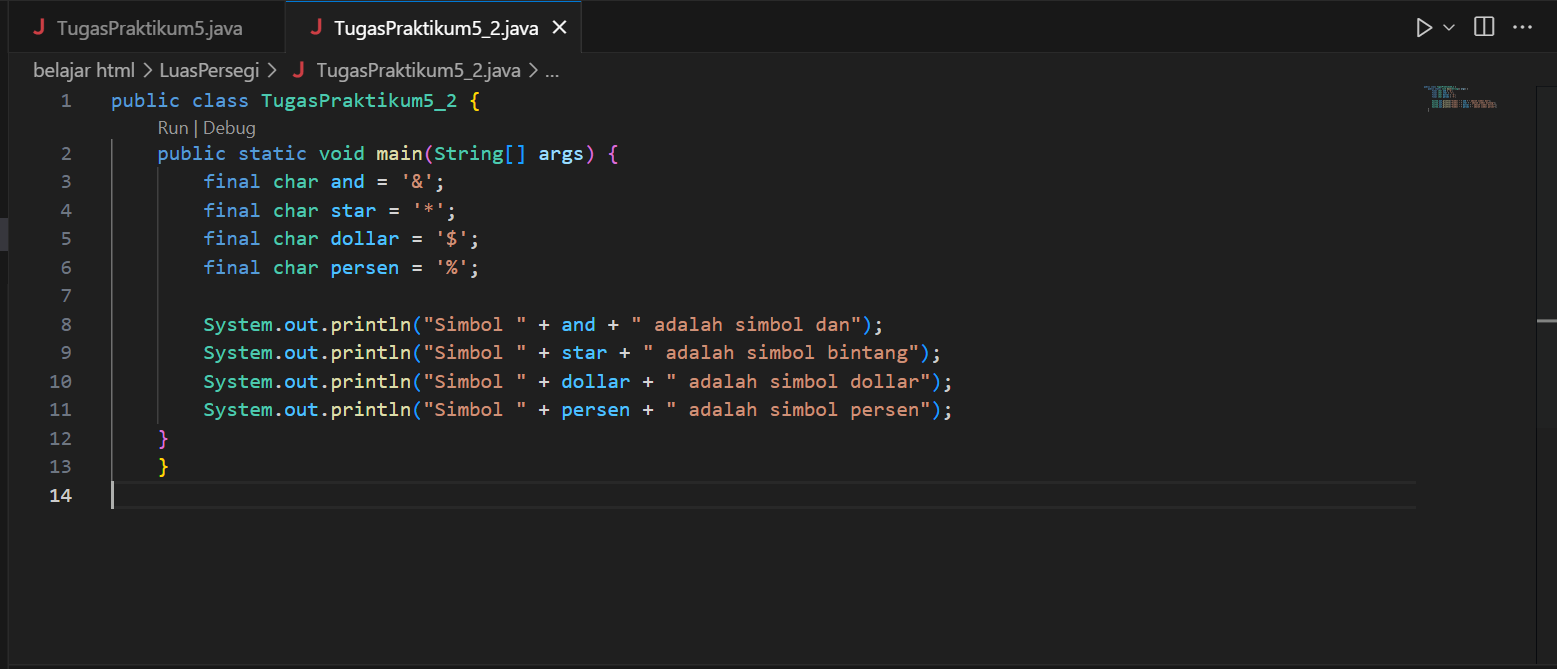 J TugasPraktikum5.java J TugasPraktikum5_2.java
belajar html > LuasPersegi > J TugasPraktikum5_2.java > ...
1 public class TugasPraktikum5_2 {
Run | Debug
2 public static void main(String[] args) {
3 final char and = '&';
4 final char star = '*';
5 final char dollar = '$';
6 final char persen = '%';
7
8 System.out.println("Simbol " + and + " adalah simbol dan");
9 System.out.println("Simbol " + star + " adalah simbol bintang");
10 System.out.println("Simbol " + dollar + " adalah simbol dollar");
11 System.out.println("Simbol " + persen + " adalah simbol persen");
12 }
13 }
14